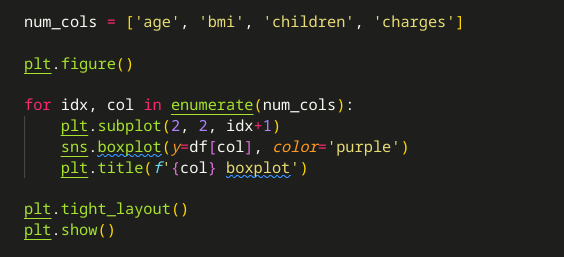 num_cols = ['age', 'bmi', 'children', 'charges']
plt.figure()
for idx, col in enumerate(num_cols):
    plt.subplot(2, 2, idx+1)
    sns.boxplot(y=df[col], color='purple')
    plt.title(f'{col} boxplot')
plt.tight_layout()
plt.show()